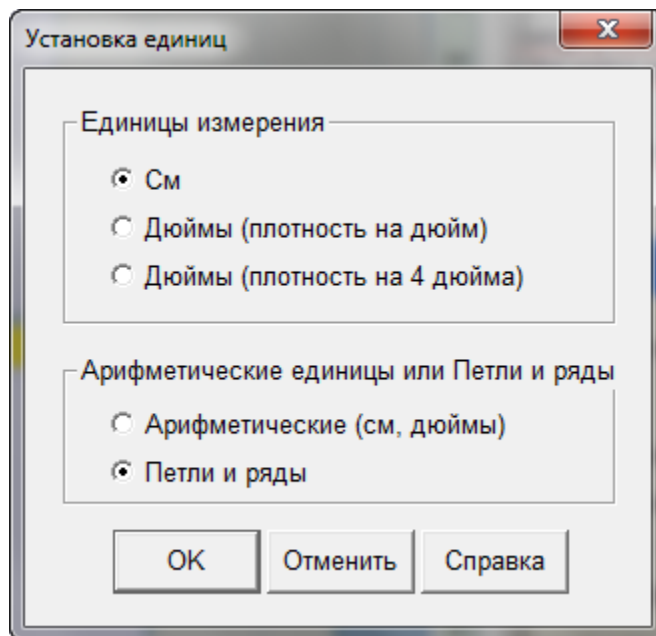 Установка единиц
Единицы измерения
См
Дюймы (плотность на дюйм)
Дюймы (плотность на 4 дюйма)
Арифметические единицы или Петли и ряды
Арифметические (см, дюймы)
Петли и ряды
OK Отменить Справка